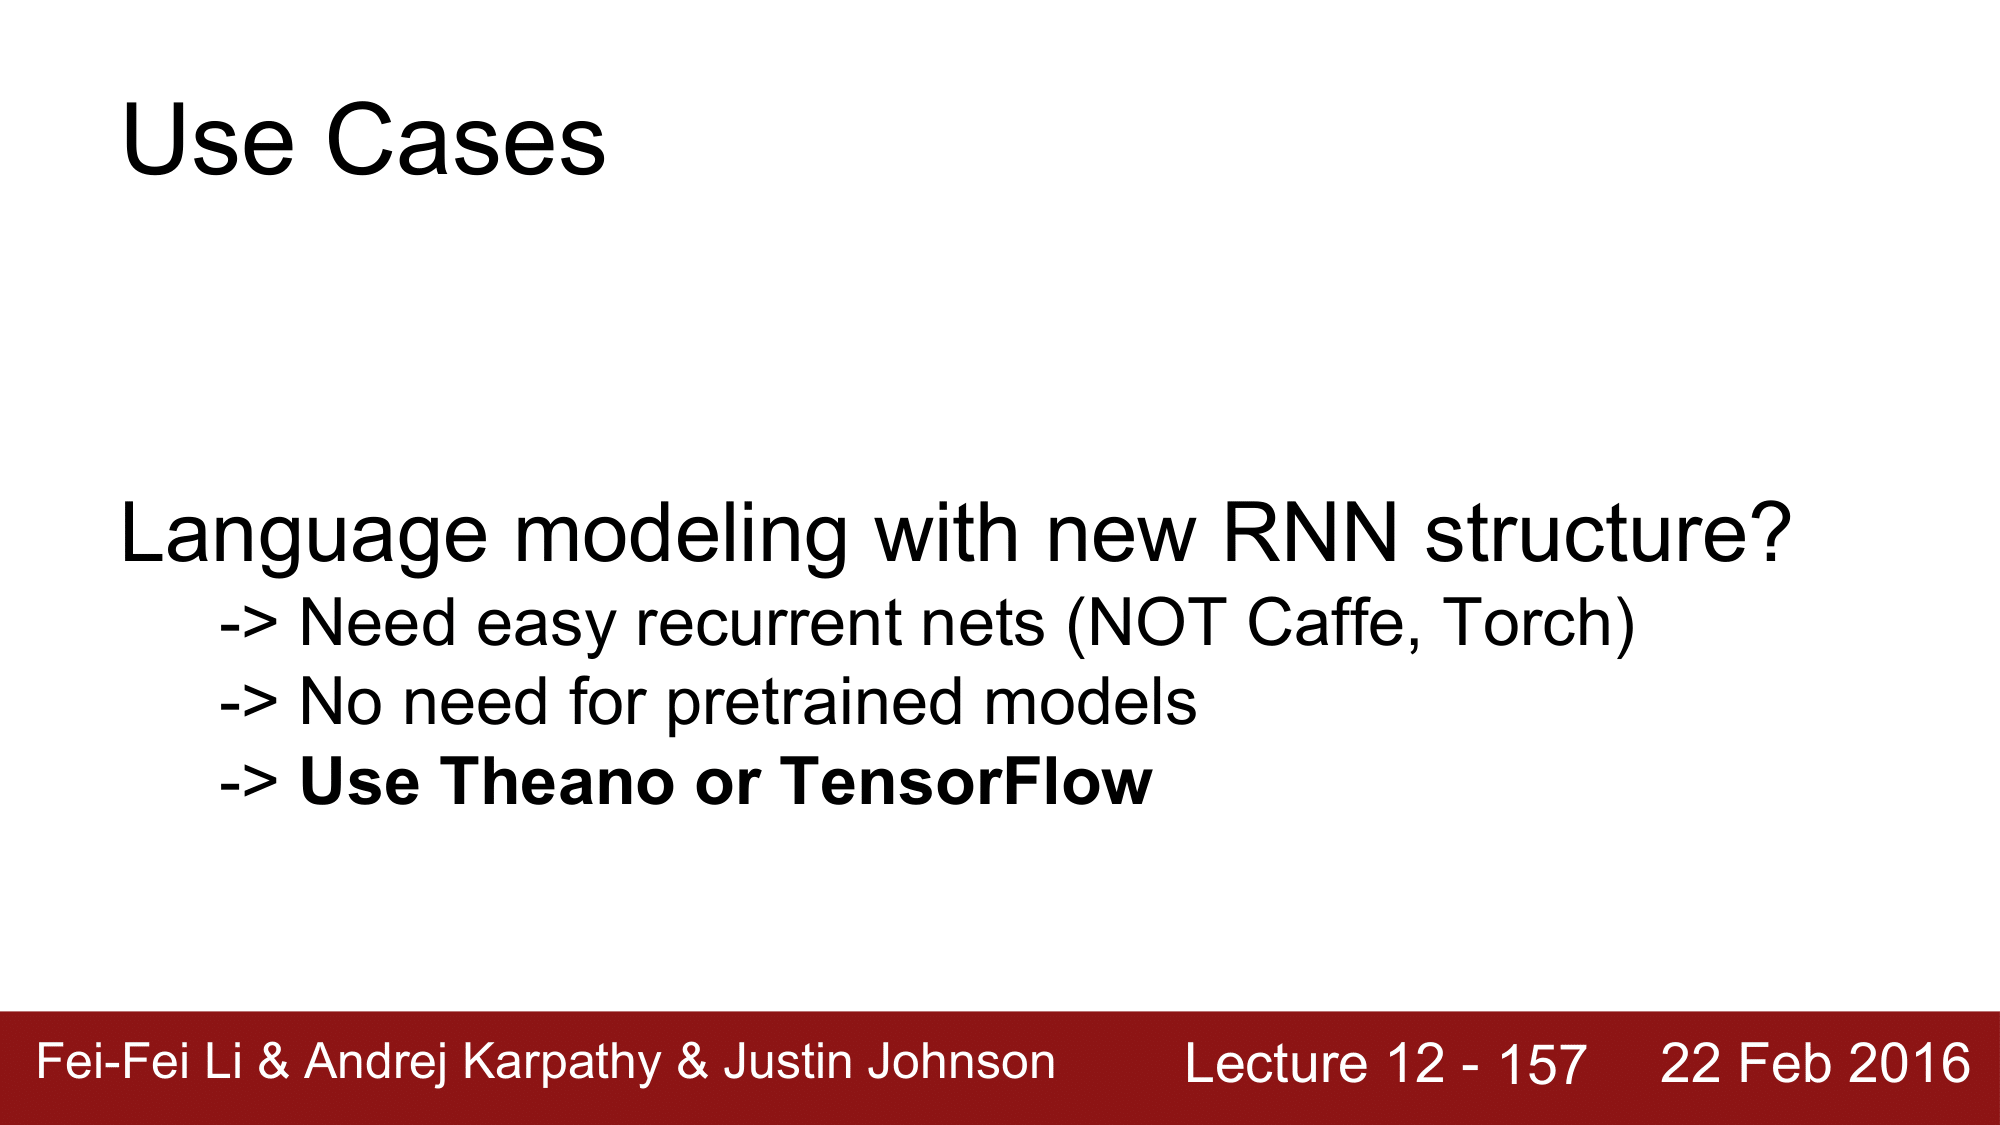 Use Cases
Language modeling with new RNN structure?
-> Need easy recurrent nets (NOT Caffe, Torch)
-> No need for pretrained models
-> Use Theano or TensorFlow
Fei-Fei Li & Andrej Karpathy & Justin Johnson Lecture 12 - 157 22 Feb 2016